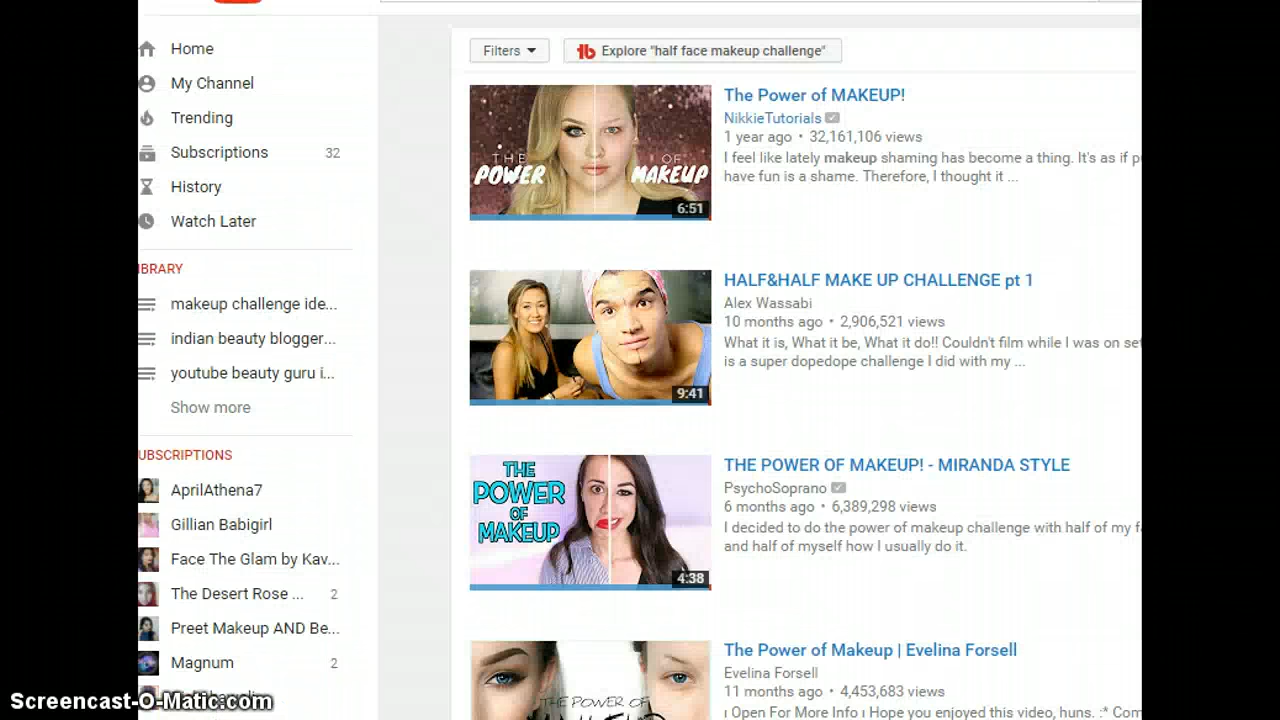 Home
My Channel
Trending
Subscriptions 32
History
Watch Later
IBRARY
makeup challenge ide...
indian beauty blogger...
youtube beauty guru i...
Show more
UBSCRIPTIONS
AprilAthena7
Gillian Babigirl
Face The Glam by Kav...
The Desert Rose ... 2
Preet Makeup AND Be...
Magnum 2
Filters
Explore "half face makeup challenge"
THE POWER OF MAKEUP
6:51
The Power of MAKEUP!
NikkieTutorials
1 year ago • 32,161,106 views
I feel like lately makeup shaming has become a thing. It's as if p
have fun is a shame. Therefore, I thought it ...
9:41
HALF&HALF MAKE UP CHALLENGE pt 1
Alex Wassabi
10 months ago • 2,906,521 views
What it is, What it be, What it do!! Couldn't film while I was on set
is a super dopedope challenge I did with my ...
THE
POWER
OF
MAKEUP
4:38
THE POWER OF MAKEUP! - MIRANDA STYLE
PsychoSoprano
6 months ago • 6,389,298 views
I decided to do the power of makeup challenge with half of my f
and half of myself how I usually do it.
THE POWER OF
The Power of Makeup | Evelina Forsell
Evelina Forsell
11 months ago • 4,453,683 views
ı Open For More Info ı Hope you enjoyed this video, huns. :* Com
Screencast-O-Matic.com